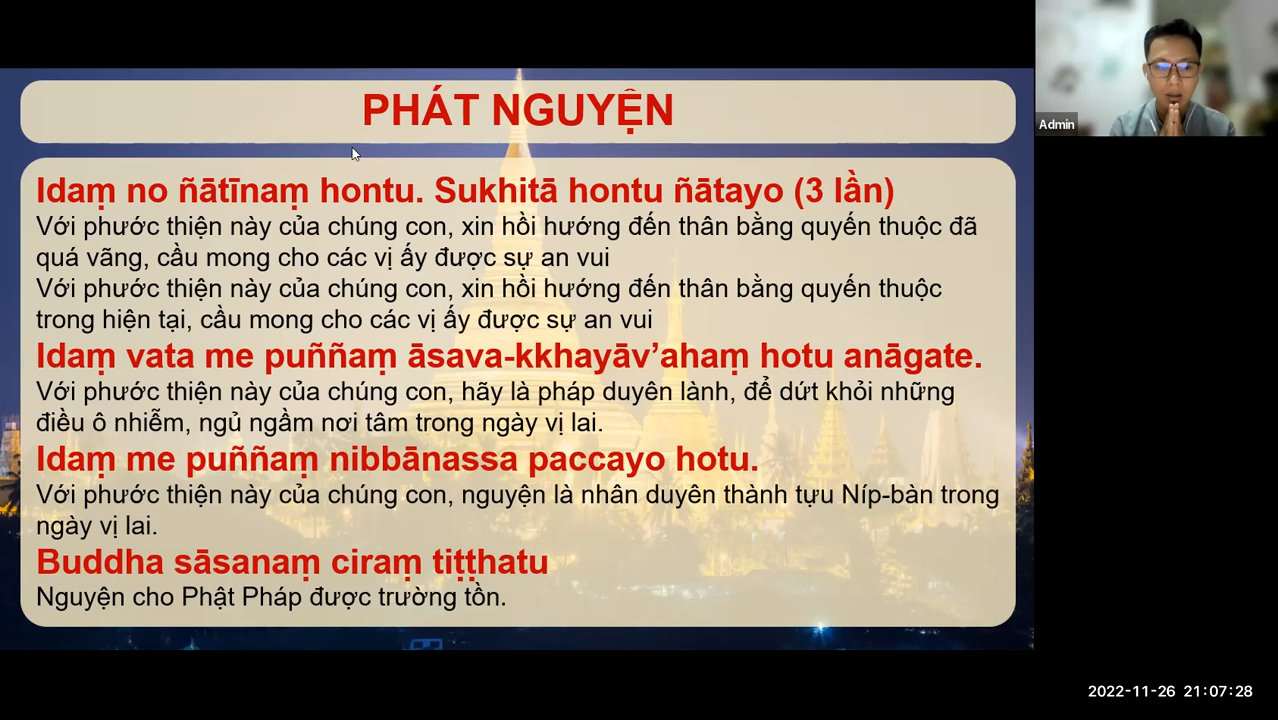 PHÁT NGUYỆN
Idaṃ no ñātīnaṃ hontu. Sukhitā hontu ñātayo (3 lần)
Với phước thiện này của chúng con, xin hồi hướng đến thân bằng quyến thuộc đã
quá vãng, cầu mong cho các vị ấy được sự an vui
Với phước thiện này của chúng con, xin hồi hướng đến thân bằng quyến thuộc
trong hiện tại, cầu mong cho các vị ấy được sự an vui
Idaṃ vata me puññaṃ āsava-kkhayāv’ahaṃ hotu anāgate.
Với phước thiện này của chúng con, hãy là pháp duyên lành, để dứt khỏi những
điều ô nhiễm, ngủ ngầm nơi tâm trong ngày vị lai.
Idaṃ me puññaṃ nibbānassa paccayo hotu.
Với phước thiện này của chúng con, nguyện là nhân duyên thành tựu Níp-bàn trong
ngày vị lai.
Buddha sāsanaṃ ciraṃ tiṭṭhatu
Nguyện cho Phật Pháp được trường tồn.
Admin
2022-11-26 21:07:28